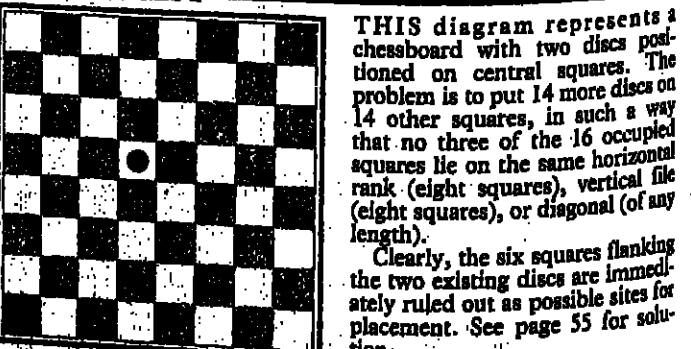 THIS diagram represents a
chessboard with two discs posi-
tioned on central squares. The
problem is to put 14 more discs on
14 other squares, in such a way
that no three of the 16 occupied
squares lie on the same horizontal
rank (eight squares), vertical file
(eight squares), or diagonal (of any
length).
Clearly, the six squares flanking
the two existing discs are immedi-
ately ruled out as possible sites for
placement. See page 55 for solu-
tion.